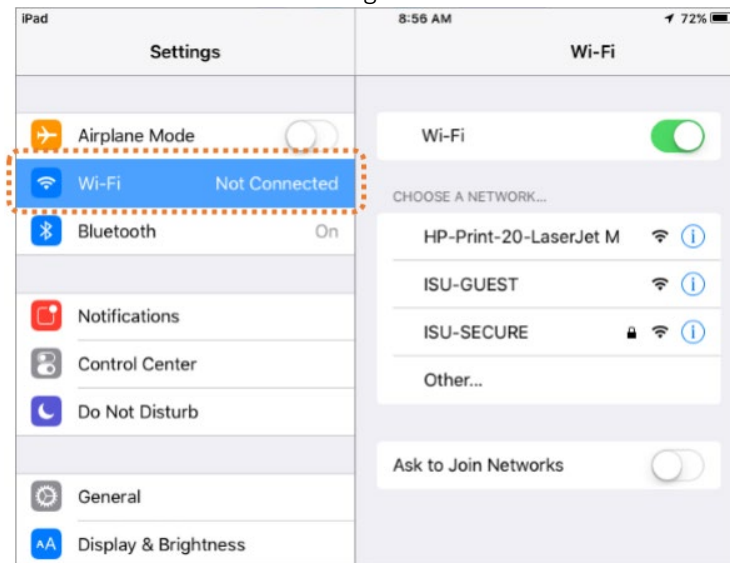 iPad 8:56 AM 72%
Settings
Wi-Fi
Airplane Mode
Wi-Fi Not Connected
Bluetooth On
Notifications
Control Center
Do Not Disturb
General
AA Display & Brightness
Wi-Fi
CHOOSE A NETWORK...
HP-Print-20-LaserJet M
ISU-GUEST
ISU-SECURE
Other...
Ask to Join Networks